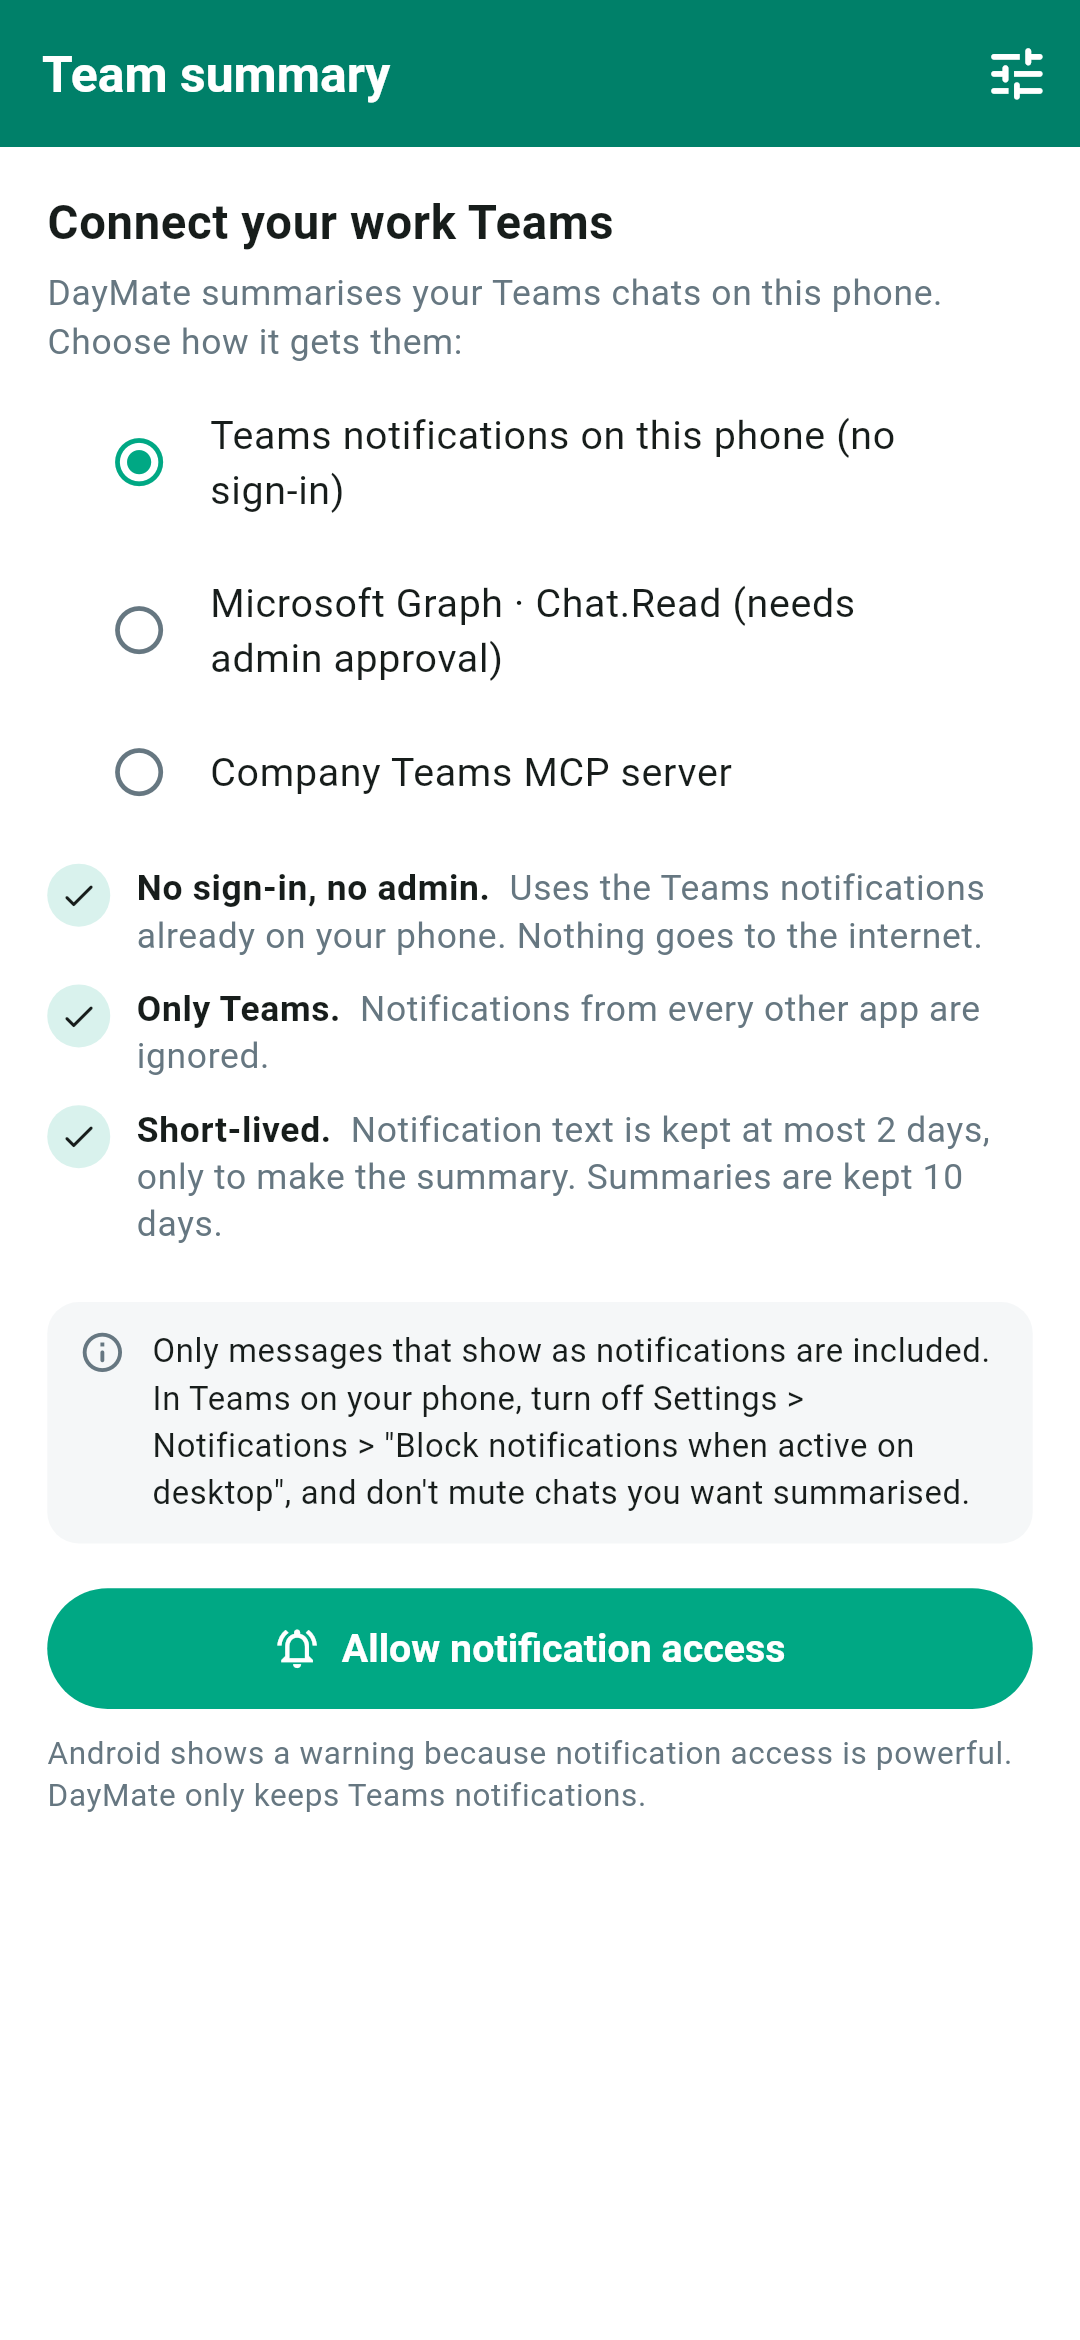 Team summary
Connect your work Teams
DayMate summarises your Teams chats on this phone.
Choose how it gets them:
Teams notifications on this phone (no
sign-in)
Microsoft Graph · Chat.Read (needs
admin approval)
Company Teams MCP server
No sign-in, no admin. Uses the Teams notifications
already on your phone. Nothing goes to the internet.
Only Teams. Notifications from every other app are
ignored.
Short-lived. Notification text is kept at most 2 days,
only to make the summary. Summaries are kept 10
days.
Only messages that show as notifications are included.
In Teams on your phone, turn off Settings >
Notifications > "Block notifications when active on
desktop", and don't mute chats you want summarised.
Allow notification access
Android shows a warning because notification access is powerful.
DayMate only keeps Teams notifications.